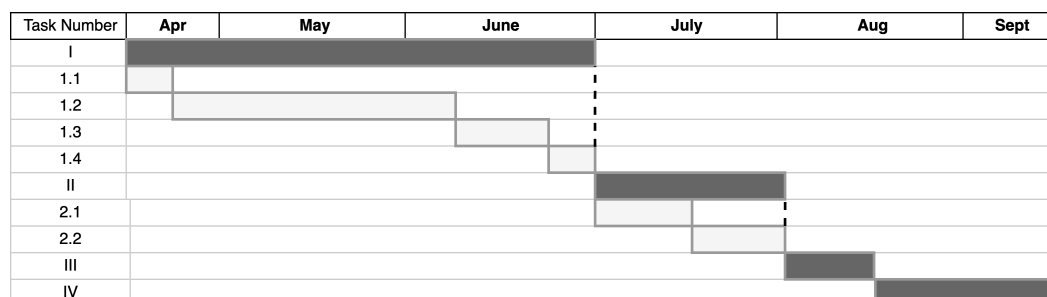 Task Number Apr May June July Aug Sept
I
1.1
1.2
1.3
1.4
II
2.1
2.2
III
IV